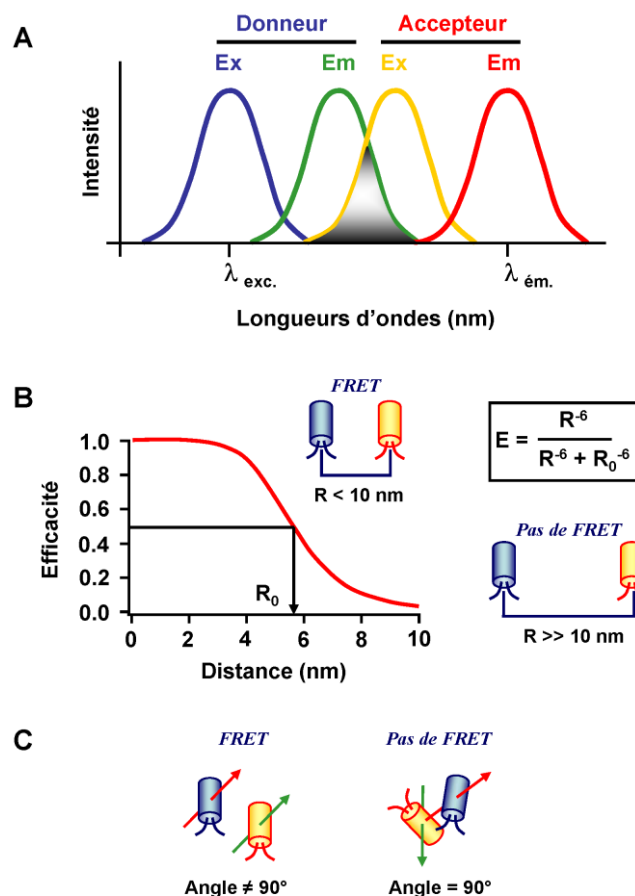 A
Donneur Accepteur
Ex Em Ex Em
Intensité
λ exc. λ ém.
Longueurs d'ondes (nm)
B
FRET
R < 10 nm
E = R⁻⁶ / R⁻⁶ + R₀⁻⁶
Efficacité
1.0
0.8
0.6
0.4
0.2
0.0
R₀
0 2 4 6 8 10
Distance (nm)
Pas de FRET
R >> 10 nm
C
FRET
Pas de FRET
Angle ≠ 90°
Angle = 90°